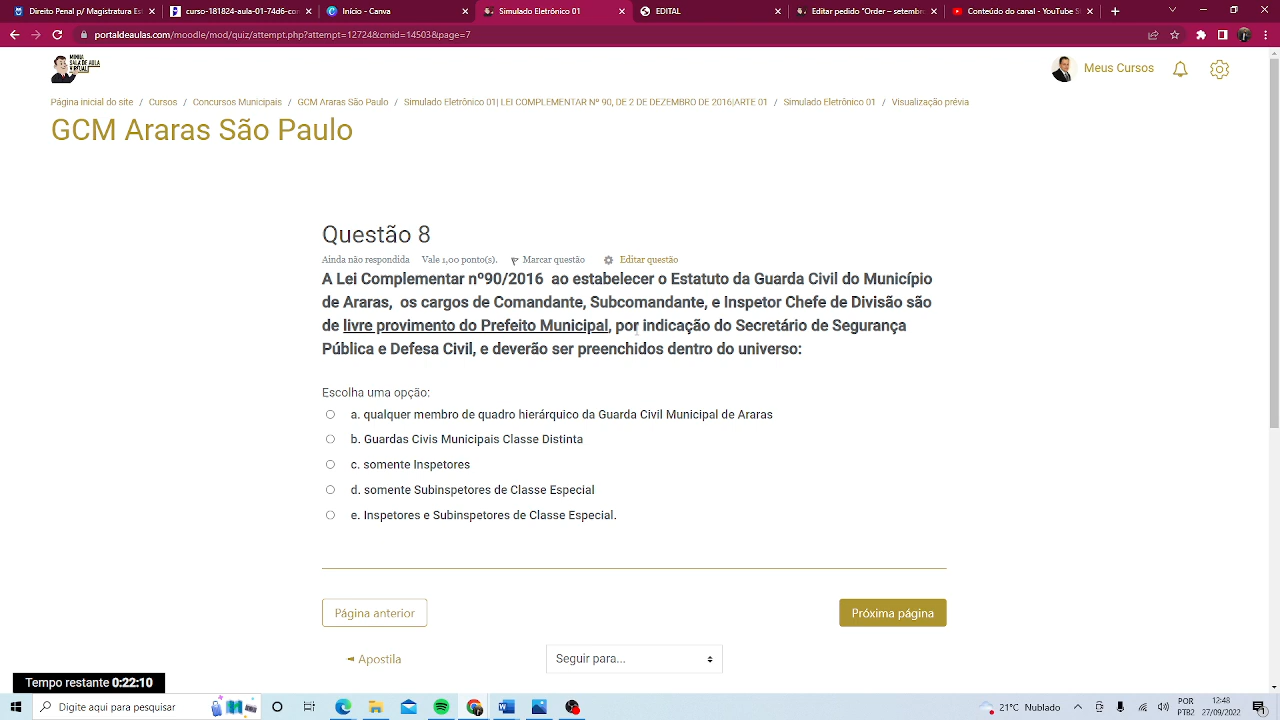 Direito Penal p/ Es
curso-181824-aula-01-74d6-cor
Início
Simulado Eletrônico 01
EDITAL
Editar pedido "Order – setembr
Conteúdo do canal - YouTube S
portaldeaulas.com/moodle/mod/quiz/attempt.php?attempt=12724&cmid=14503&page=7
MINHA
SALA DE AULA
VIRTUAL
Meus Cursos
Página inicial do site / Cursos / Concursos Municipais / GCM Araras São Paulo / Simulado Eletrônico 01| LEI COMPLEMENTAR Nº 90, DE 2 DE DEZEMBRO DE 2016|ARTE 01 / Simulado Eletrônico 01 / Visualização prévia
GCM Araras São Paulo
Questão 8
Ainda não respondida Vale 1,00 ponto(s). Marcar questão Editar questão
A Lei Complementar nº90/2016 ao estabelecer o Estatuto da Guarda Civil do Município
de Araras, os cargos de Comandante, Subcomandante, e Inspetor Chefe de Divisão são
de livre provimento do Prefeito Municipal, por indicação do Secretário de Segurança
Pública e Defesa Civil, e deverão ser preenchidos dentro do universo:
Escolha uma opção:
a. qualquer membro de quadro hierárquico da Guarda Civil Municipal de Araras
b. Guardas Civis Municipais Classe Distinta
c. somente Inspetores
d. somente Subinspetores de Classe Especial
e. Inspetores e Subinspetores de Classe Especial.
Página anterior
Próxima página
◄ Apostila
Seguir para...
Tempo restante 0:22:10
Digite aqui para pesquisar
21°C Nublado
POR
PTB2
12:48
27/09/2022